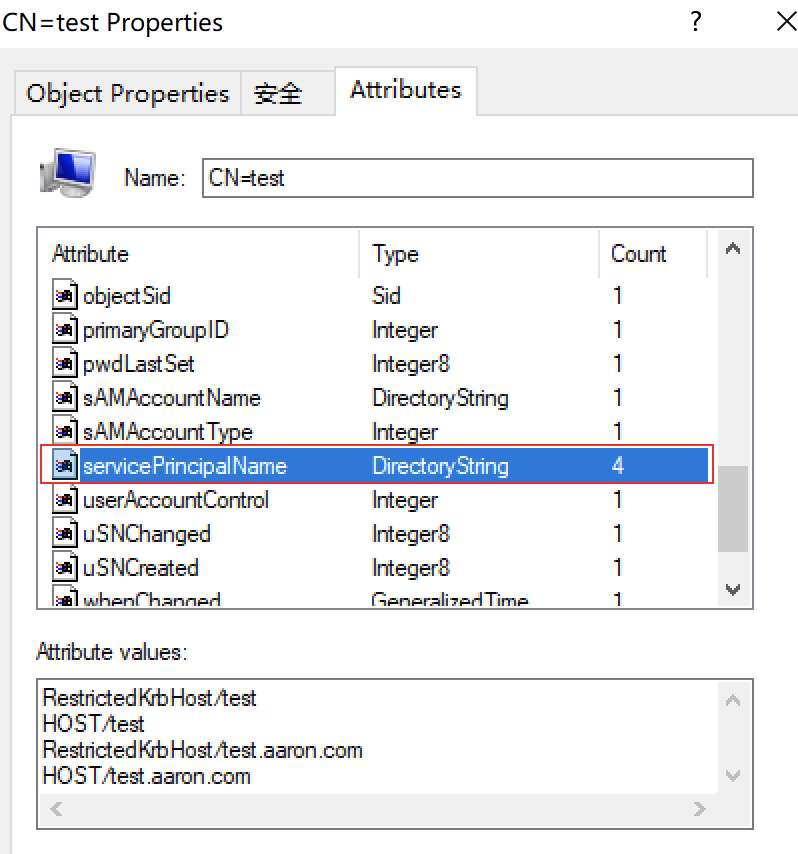 CN=test Properties ?
Object Properties 安全 Attributes
Name: CN=test
Attribute Type Count
objectSid Sid 1
primaryGroupID Integer 1
pwdLastSet Integer8 1
sAMAccountName DirectoryString 1
sAMAccountType Integer 1
servicePrincipalName DirectoryString 4
userAccountControl Integer 1
uSNChanged Integer8 1
uSNCreated Integer8 1
whenChanged GeneralizedTime 1
Attribute values:
RestrictedKrbHost/test
HOST/test
RestrictedKrbHost/test.aaron.com
HOST/test.aaron.com